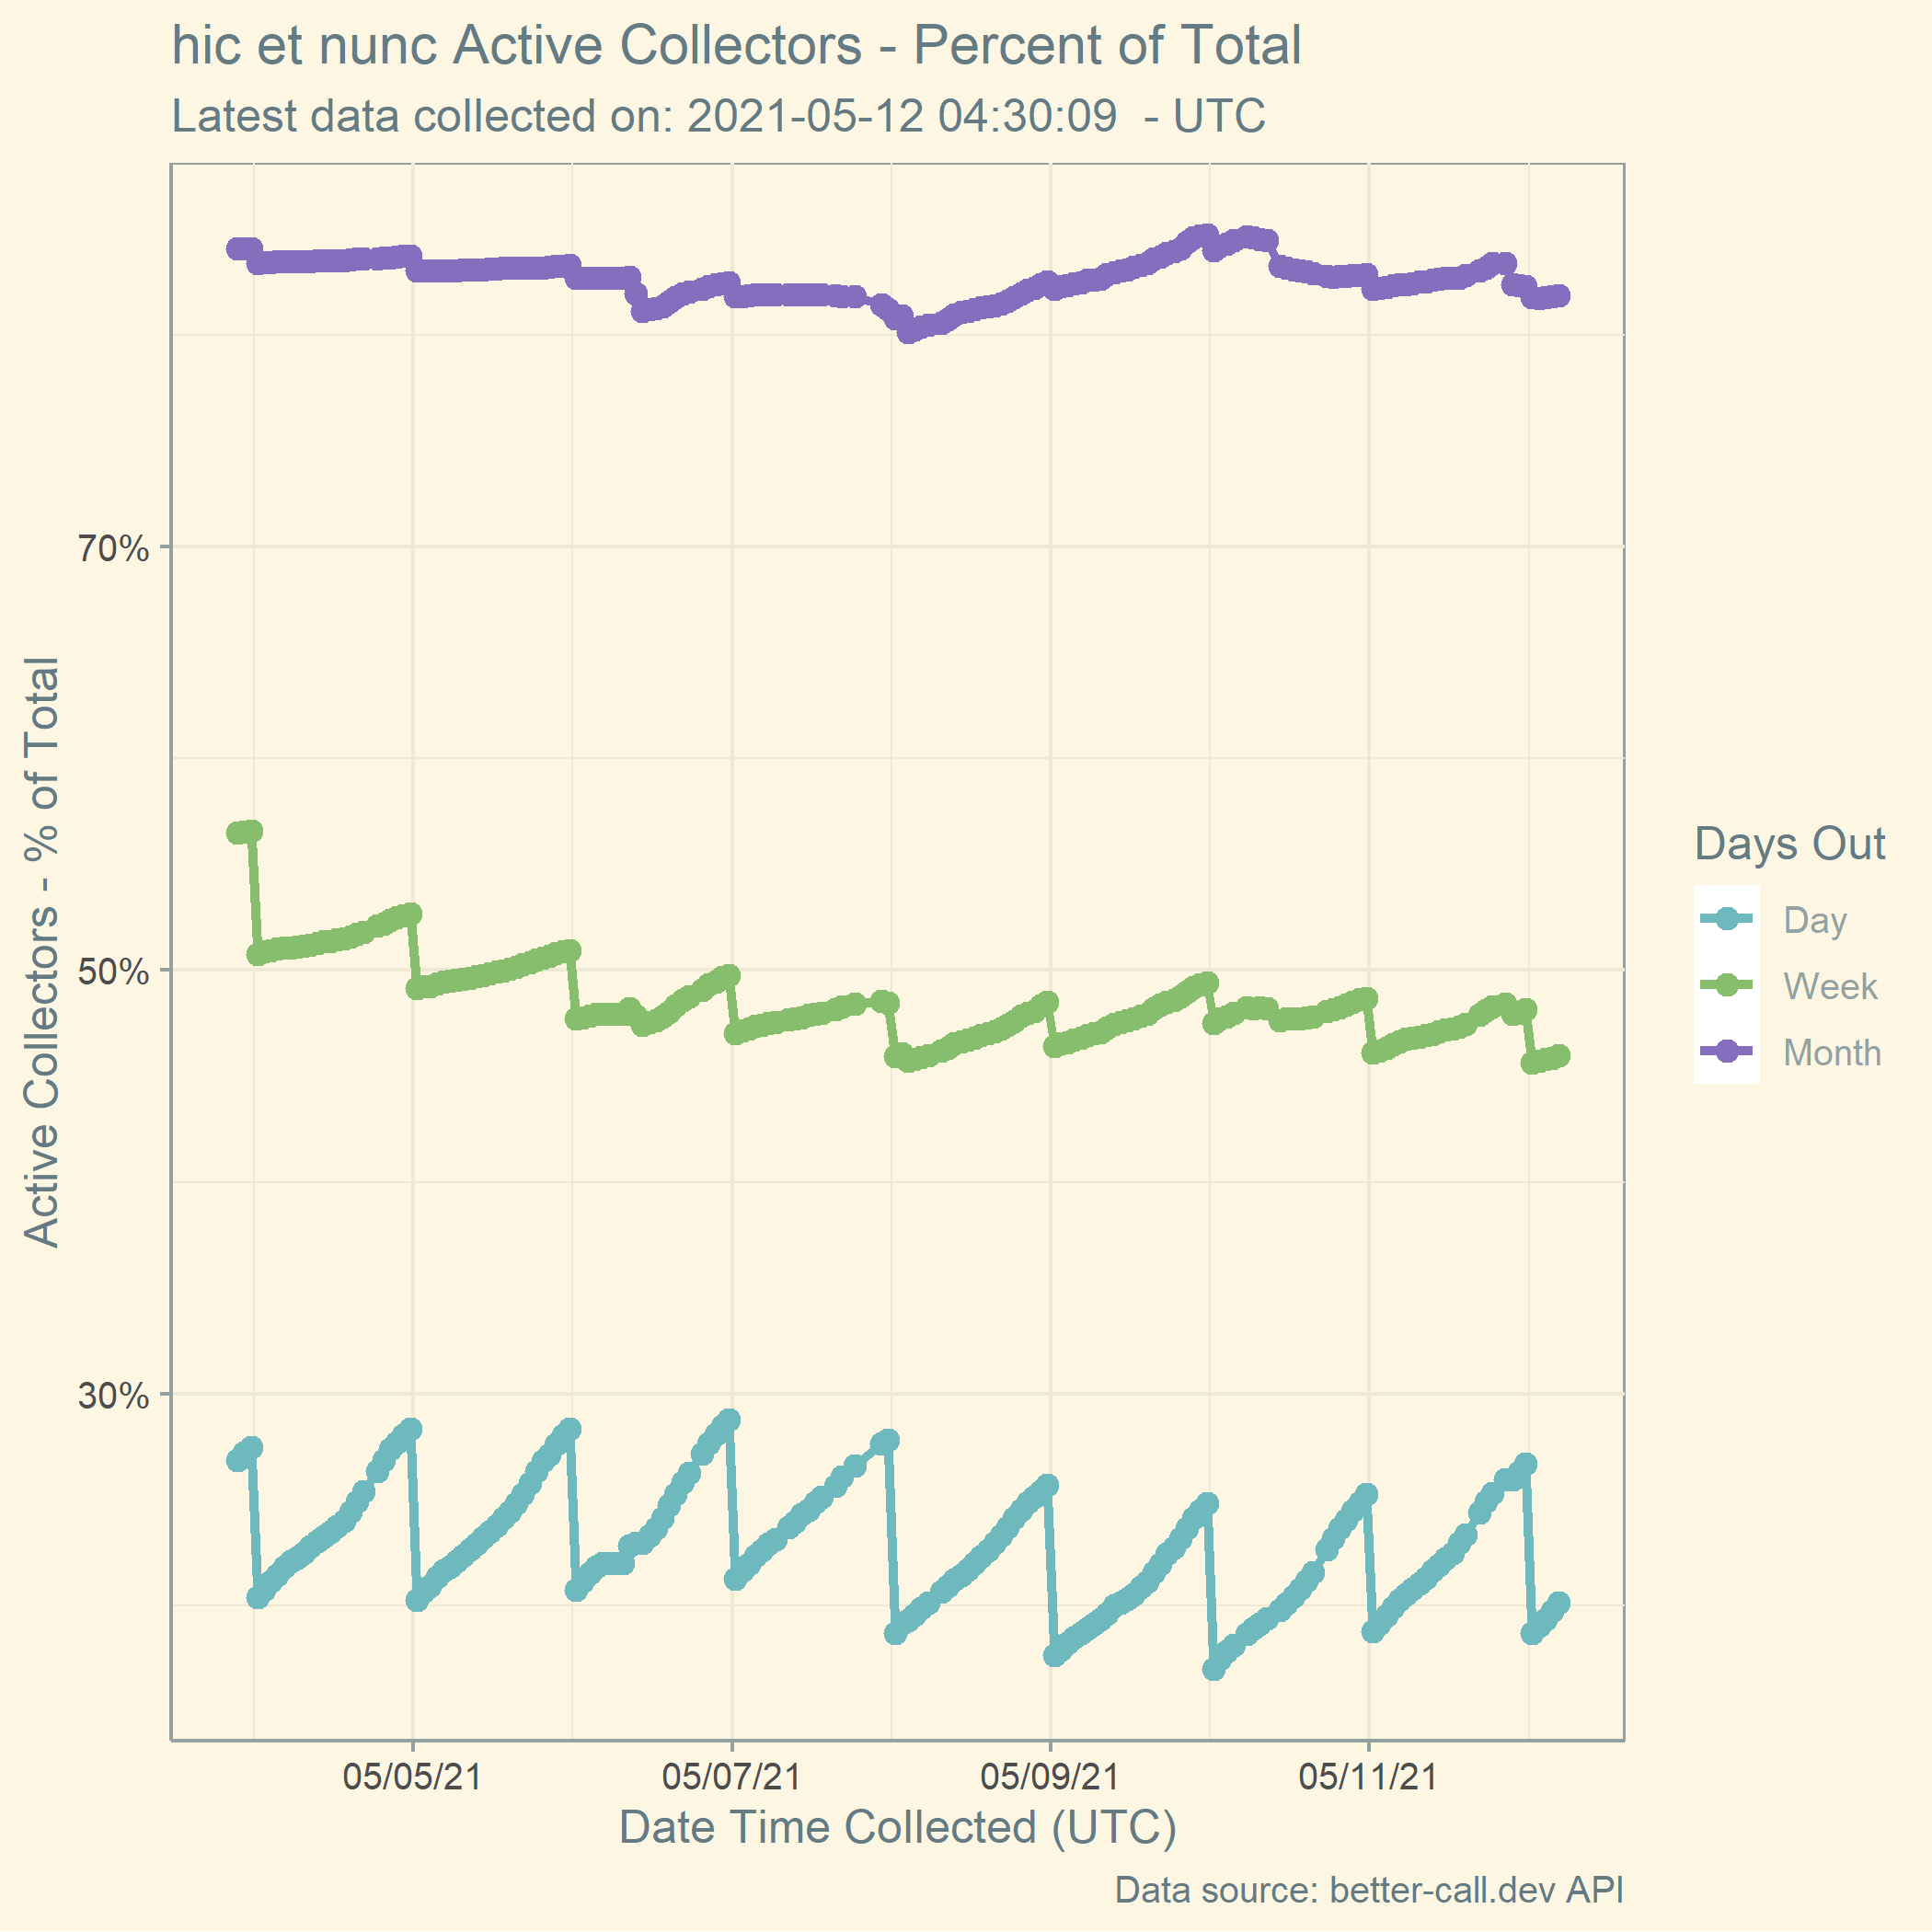 hic et nunc Active Collectors - Percent of Total
Latest data collected on: 2021-05-12 04:30:09  - UTC
Active Collectors - % of Total
70%
50%
30%
05/05/21
05/07/21
05/09/21
05/11/21
Date Time Collected (UTC)
Days Out
Day
Week
Month
Data source: better-call.dev API